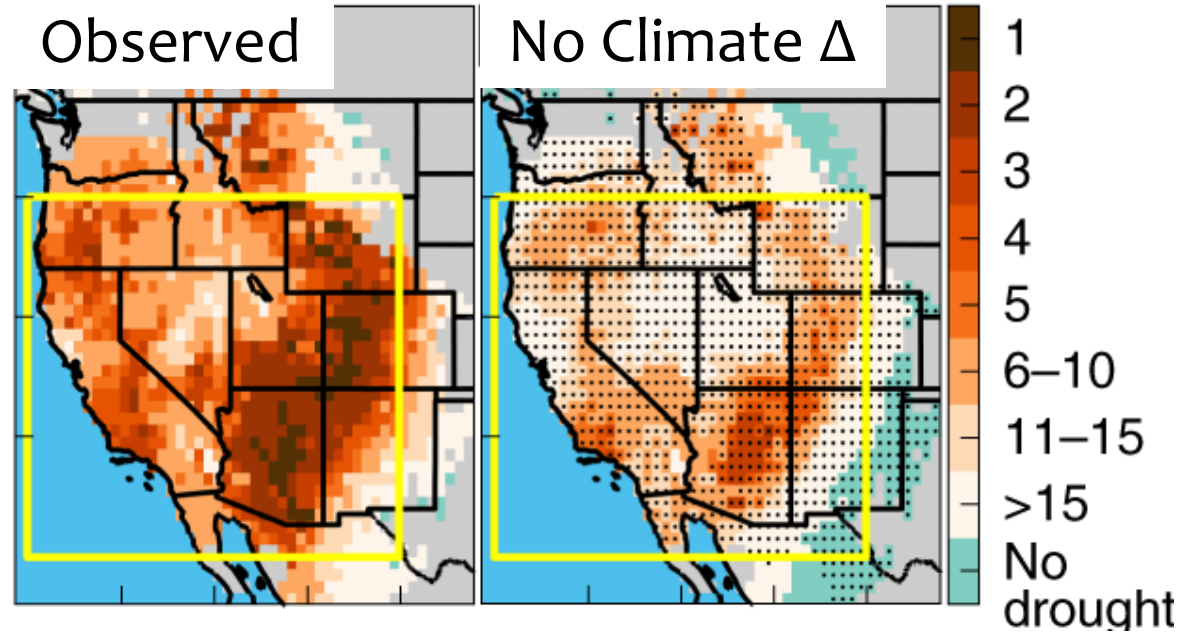 Observed
No Climate Δ
1
2
3
4
5
6–10
11–15
>15
No
drought